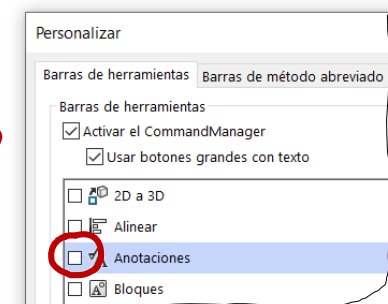 Personalizar
Barras de herramientas Barras de método abreviado
Barras de herramientas
Activar el CommandManager
Usar botones grandes con texto
2D a 3D
Alinear
Anotaciones
Bloques